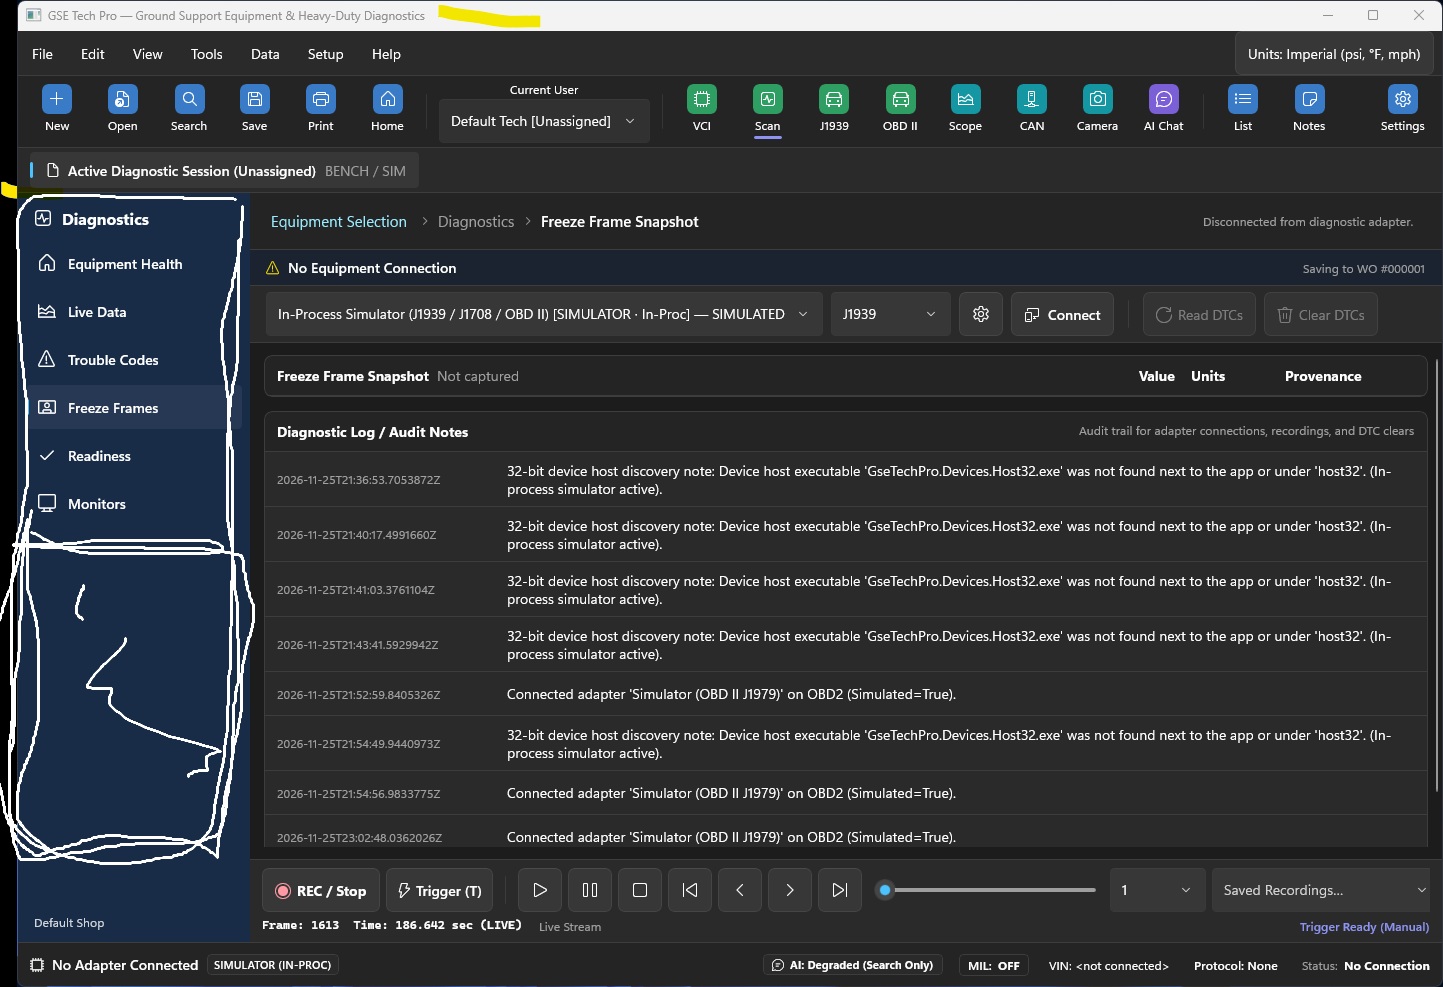 GSE Tech Pro — Ground Support Equipment & Heavy-Duty Diagnostics
File Edit View Tools Data Setup Help
Units: Imperial (psi, °F, mph)
New Open Search Save Print Home
Current User
Default Tech [Unassigned]
VCI Scan J1939 OBD II Scope CAN Camera AI Chat List Notes Settings
Active Diagnostic Session (Unassigned) BENCH / SIM
Diagnostics
Equipment Health
Live Data
Trouble Codes
Freeze Frames
Readiness
Monitors
Default Shop
Equipment Selection > Diagnostics > Freeze Frame Snapshot
Disconnected from diagnostic adapter.
No Equipment Connection
Saving to WO #000001
In-Process Simulator (J1939 / J1708 / OBD II) [SIMULATOR · In-Proc] — SIMULATED
J1939
Connect
Read DTCs
Clear DTCs
Freeze Frame Snapshot Not captured
Value Units Provenance
Diagnostic Log / Audit Notes
Audit trail for adapter connections, recordings, and DTC clears
2026-11-25T21:36:53.7053872Z
32-bit device host discovery note: Device host executable 'GseTechPro.Devices.Host32.exe' was not found next to the app or under 'host32'. (In-
process simulator active).
2026-11-25T21:40:17.4991660Z
32-bit device host discovery note: Device host executable 'GseTechPro.Devices.Host32.exe' was not found next to the app or under 'host32'. (In-
process simulator active).
2026-11-25T21:41:03.3761104Z
32-bit device host discovery note: Device host executable 'GseTechPro.Devices.Host32.exe' was not found next to the app or under 'host32'. (In-
process simulator active).
2026-11-25T21:43:41.5929942Z
32-bit device host discovery note: Device host executable 'GseTechPro.Devices.Host32.exe' was not found next to the app or under 'host32'. (In-
process simulator active).
2026-11-25T21:52:59.8405326Z
Connected adapter 'Simulator (OBD II J1979)' on OBD2 (Simulated=True).
2026-11-25T21:54:49.9440973Z
32-bit device host discovery note: Device host executable 'GseTechPro.Devices.Host32.exe' was not found next to the app or under 'host32'. (In-
process simulator active).
2026-11-25T21:54:56.9833775Z
Connected adapter 'Simulator (OBD II J1979)' on OBD2 (Simulated=True).
2026-11-25T23:02:48.0362026Z
Connected adapter 'Simulator (OBD II J1979)' on OBD2 (Simulated=True).
REC / Stop
Trigger (T)
1
Saved Recordings...
Frame: 1613 Time: 186.642 sec (LIVE) Live Stream
Trigger Ready (Manual)
No Adapter Connected
SIMULATOR (IN-PROC)
AI: Degraded (Search Only)
MIL: OFF
VIN: <not connected>
Protocol: None
Status: No Connection